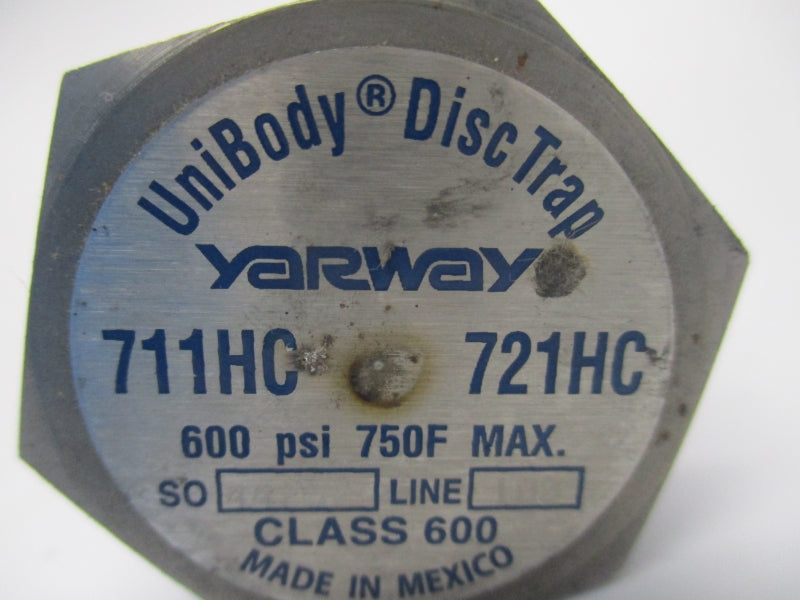 UniBody® Disc Trap
YARWAY
711HC 721HC
600 psi 750F MAX.
SO LINE
CLASS 600
MADE IN MEXICO